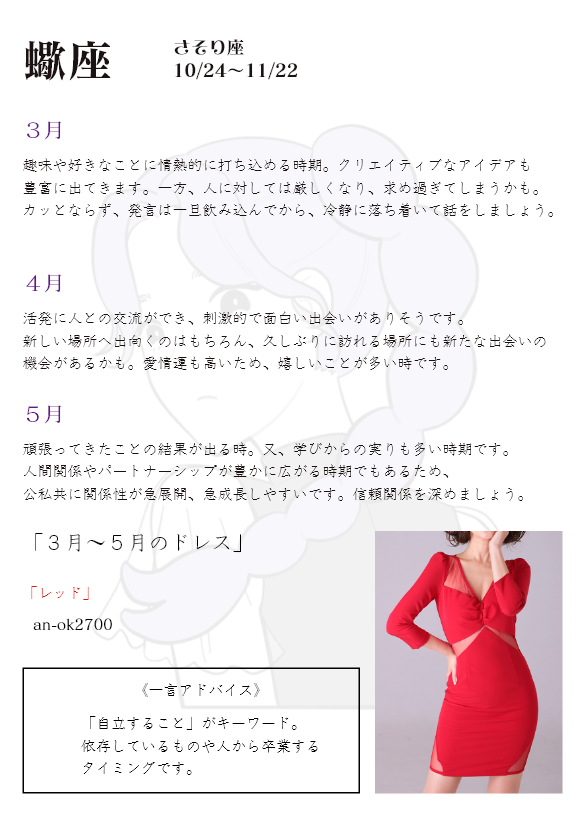 蠍座
さそり座
10/24〜11/22
３月
趣味や好きなことに情熱的に打ち込める時期。クリエイティブなアイデアも
豊富に出てきます。一方、人に対しては厳しくなり、求め過ぎてしまうかも。
カッとならず、発言は一旦飲み込んでから、冷静に落ち着いて話をしましょう。
４月
活発に人との交流ができ、刺激的で面白い出会いがありそうです。
新しい場所へ出向くのはもちろん、久しぶりに訪れる場所にも新たな出会いの
機会があるかも。愛情運も高いため、嬉しいことが多い時です。
５月
頑張ってきたことの結果が出る時。又、学びからの実りも多い時期です。
人間関係やパートナーシップが豊かに広がる時期でもあるため、
公私共に関係性が急展開、急成長しやすいです。信頼関係を深めましょう。
「３月〜５月のドレス」
「レッド」
an-ok2700
《一言アドバイス》
「自立すること」がキーワード。
依存しているものや人から卒業する
タイミングです。